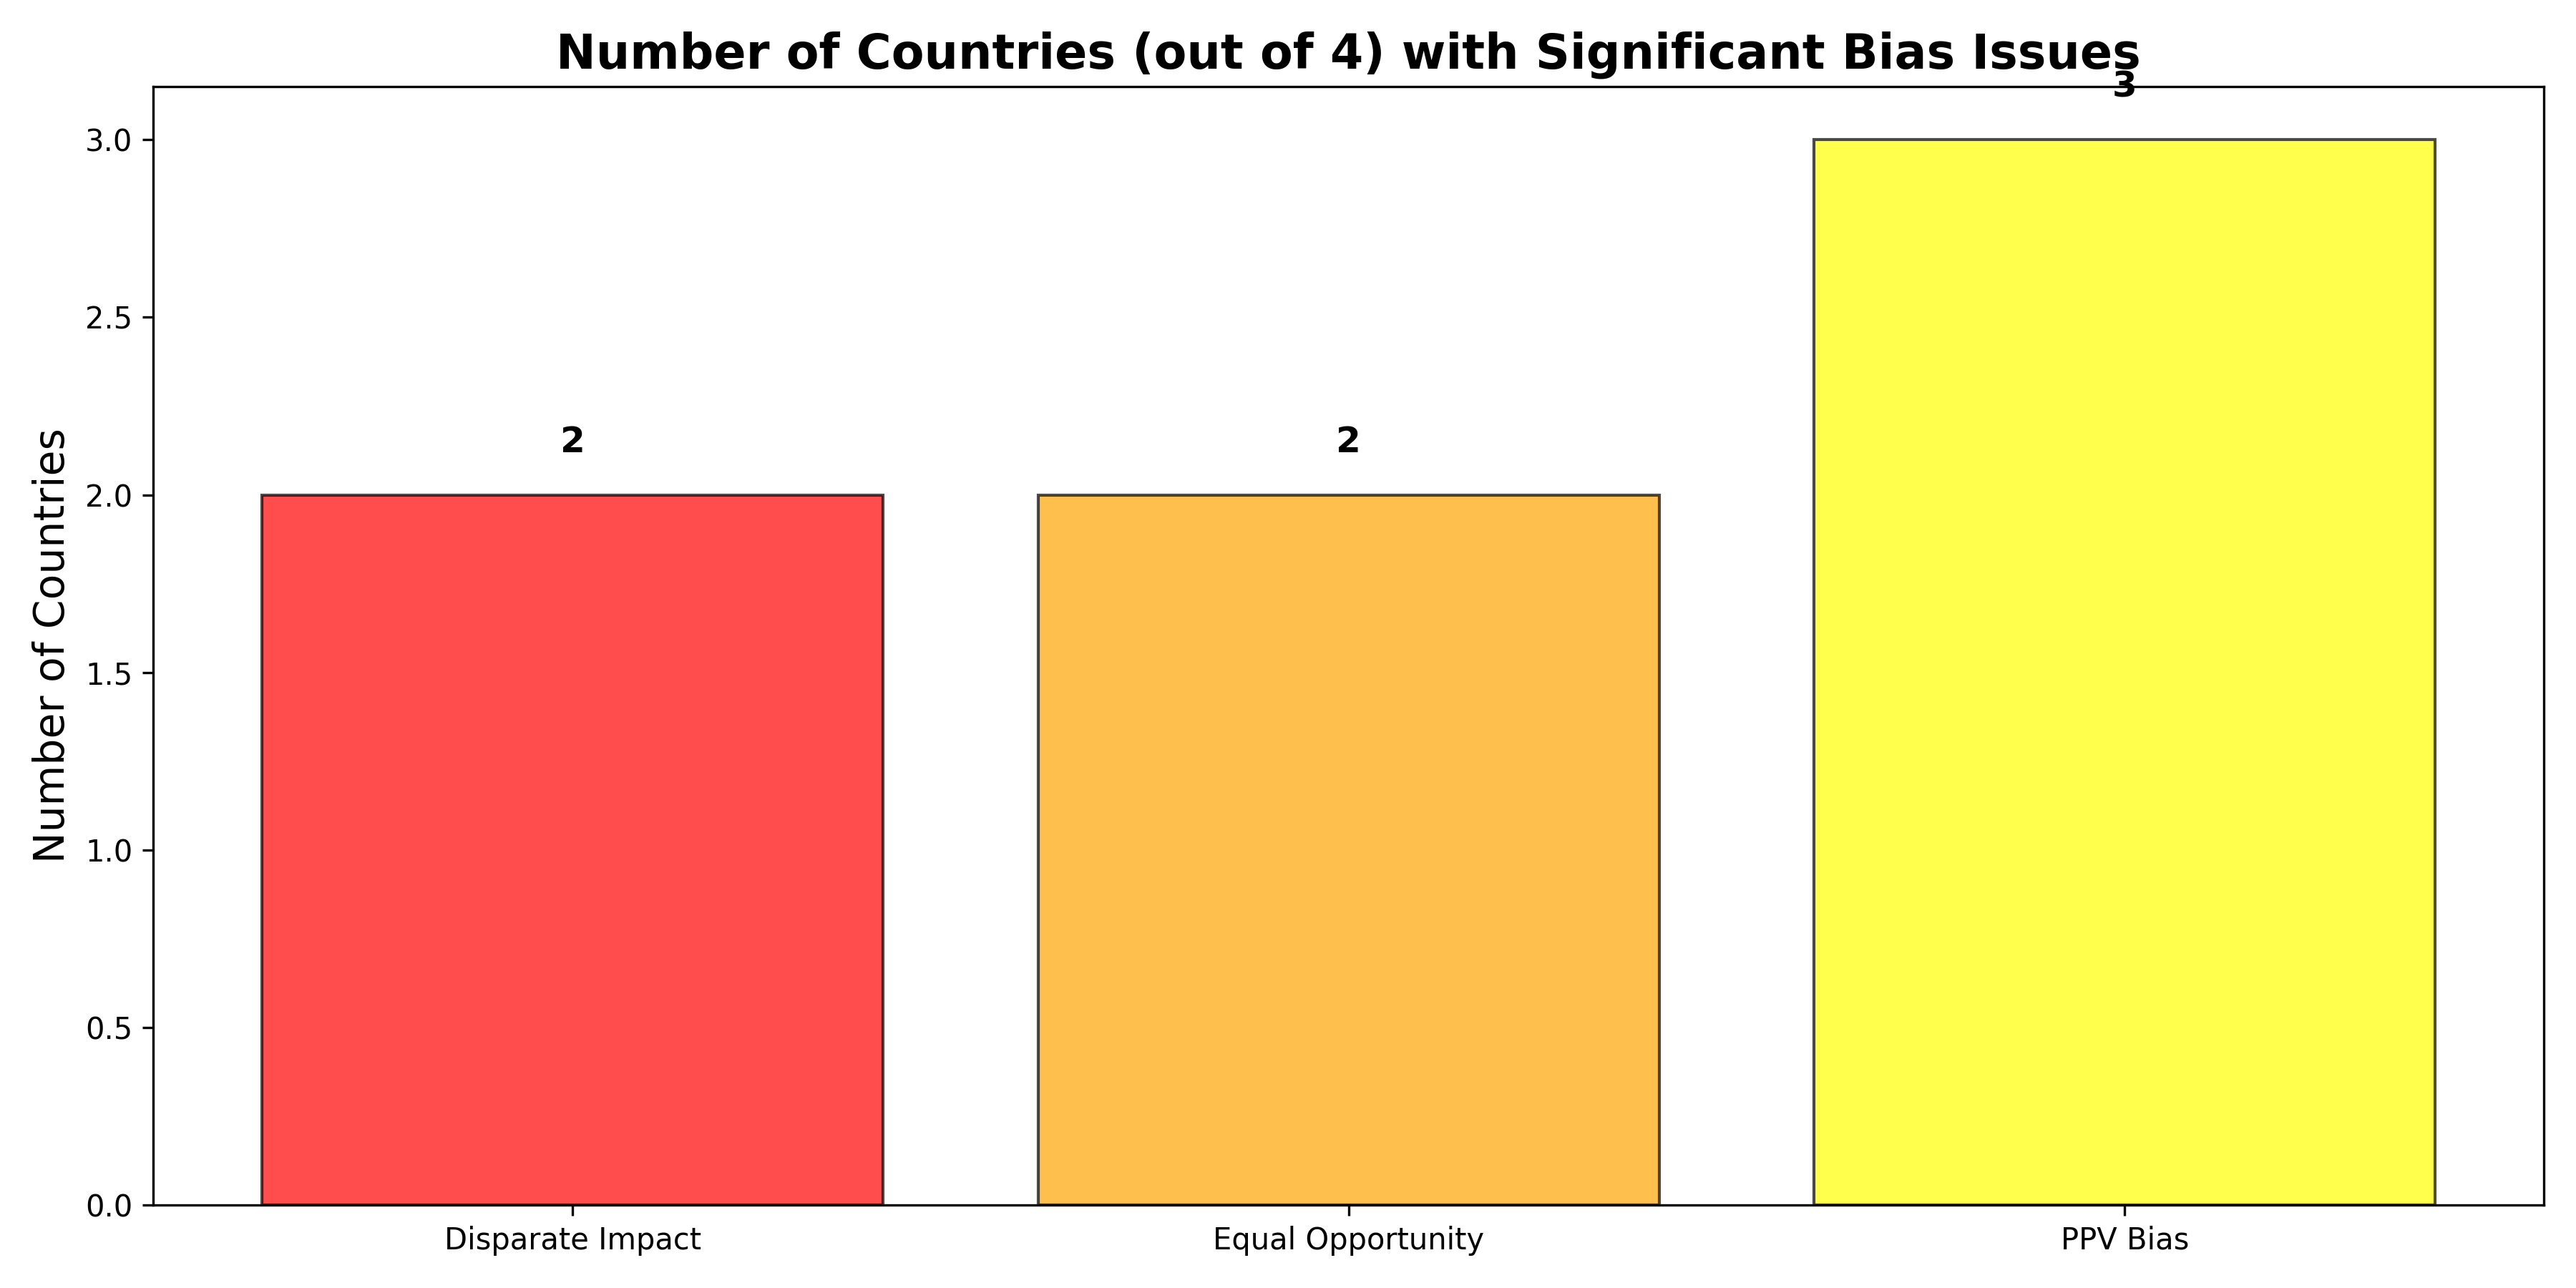 Number of Countries (out of 4) with Significant Bias Issues
3
3.0
2.5
2
2
2.0
1.5
1.0
0.5
0.0
Number of Countries
Disparate Impact
Equal Opportunity
PPV Bias